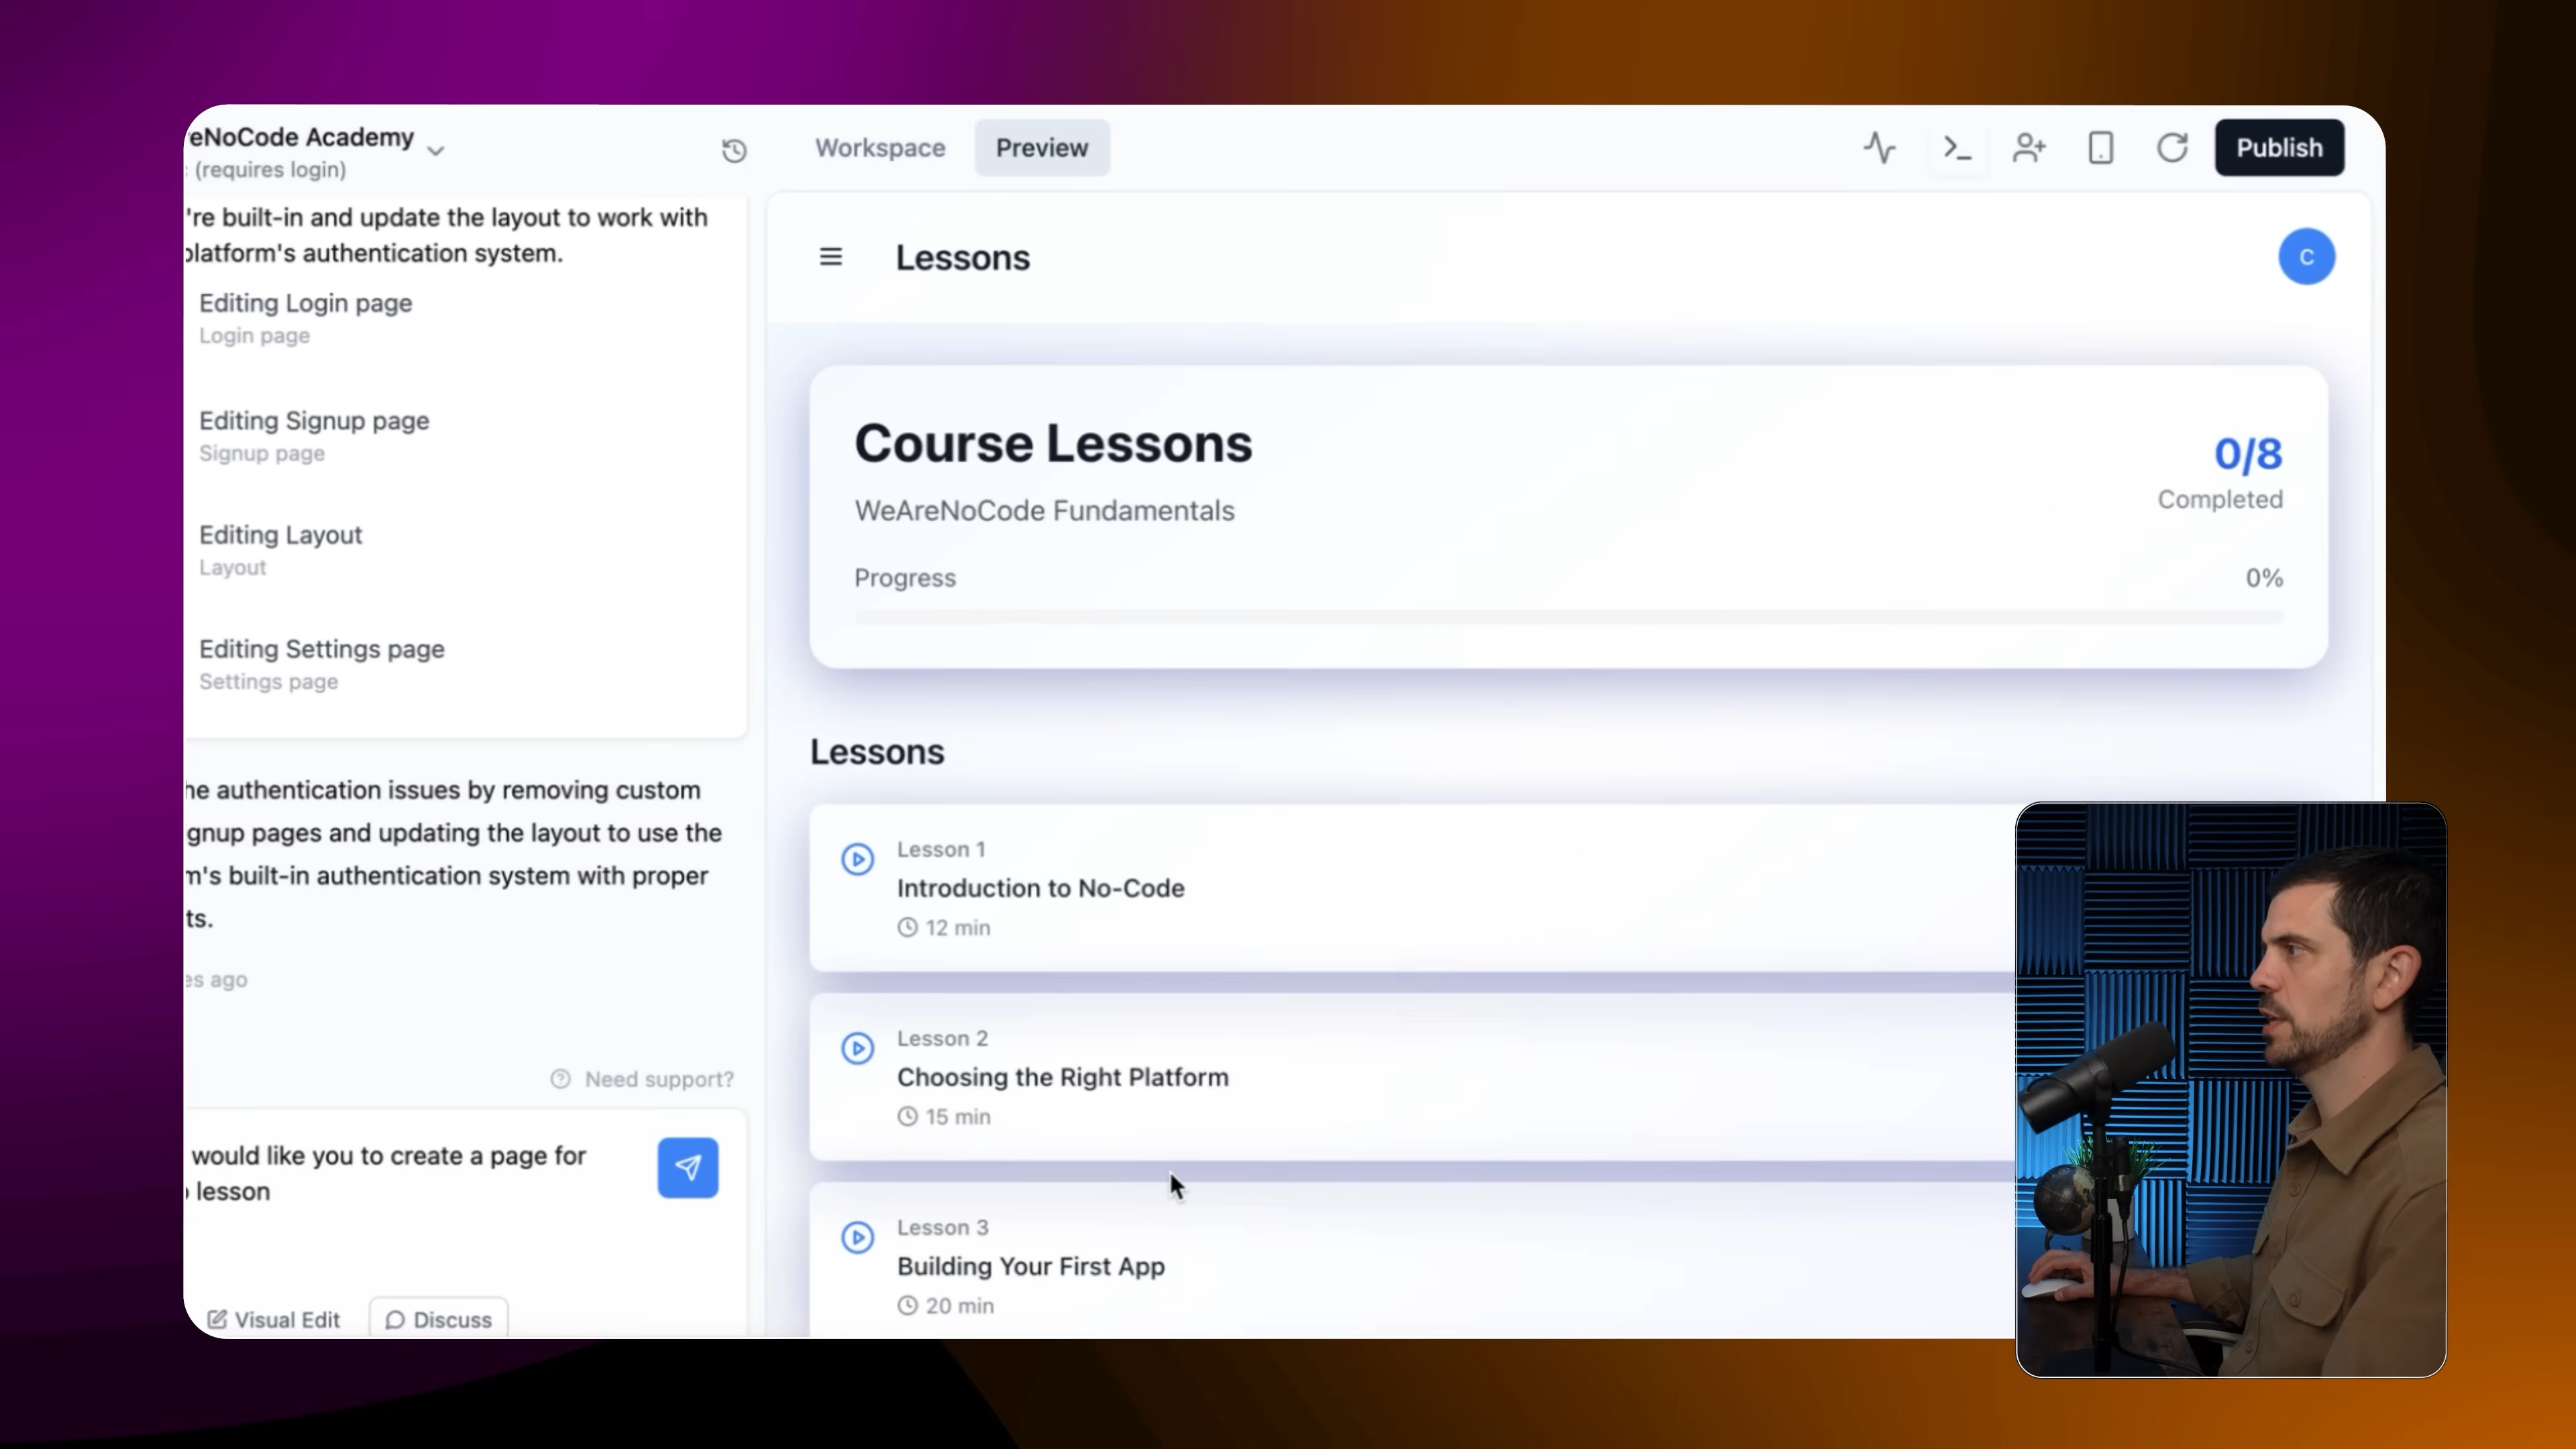 eNoCode Academy
(requires login)
Workspace
Preview
Publish
're built-in and update the layout to work with
platform's authentication system.
Editing Login page
Login page
Editing Signup page
Signup page
Editing Layout
Layout
Editing Settings page
Settings page
he authentication issues by removing custom
gnup pages and updating the layout to use the
m's built-in authentication system with proper
ts.
es ago
Need support?
would like you to create a page for
lesson
Visual Edit
Discuss
Lessons
C
Course Lessons
WeAreNoCode Fundamentals
0/8
Completed
Progress
0%
Lessons
Lesson 1
Introduction to No-Code
12 min
Lesson 2
Choosing the Right Platform
15 min
Lesson 3
Building Your First App
20 min